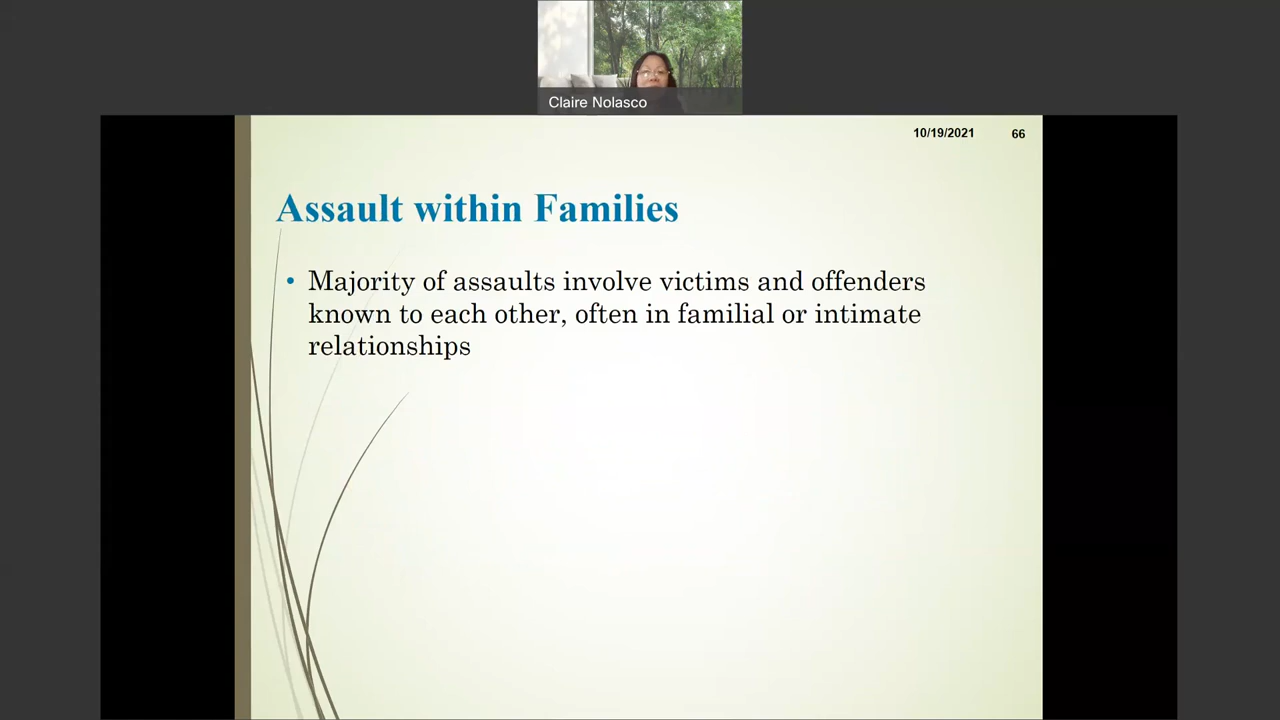 Claire Nolasco
10/19/2021 66
Assault within Families
• Majority of assaults involve victims and offenders
known to each other, often in familial or intimate
relationships